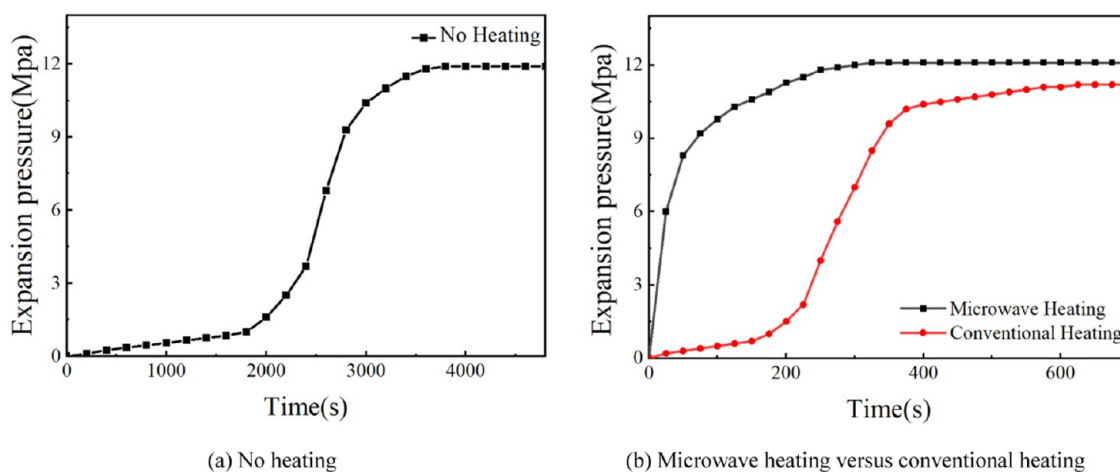 No Heating
Expansion pressure(Mpa)
12
9
6
3
0
0
1000
2000
3000
4000
Time(s)
(a) No heating
Expansion pressure(Mpa)
12
9
6
3
0
Microwave Heating
Conventional Heating
0
200
400
600
Time(s)
(b) Microwave heating versus conventional heating